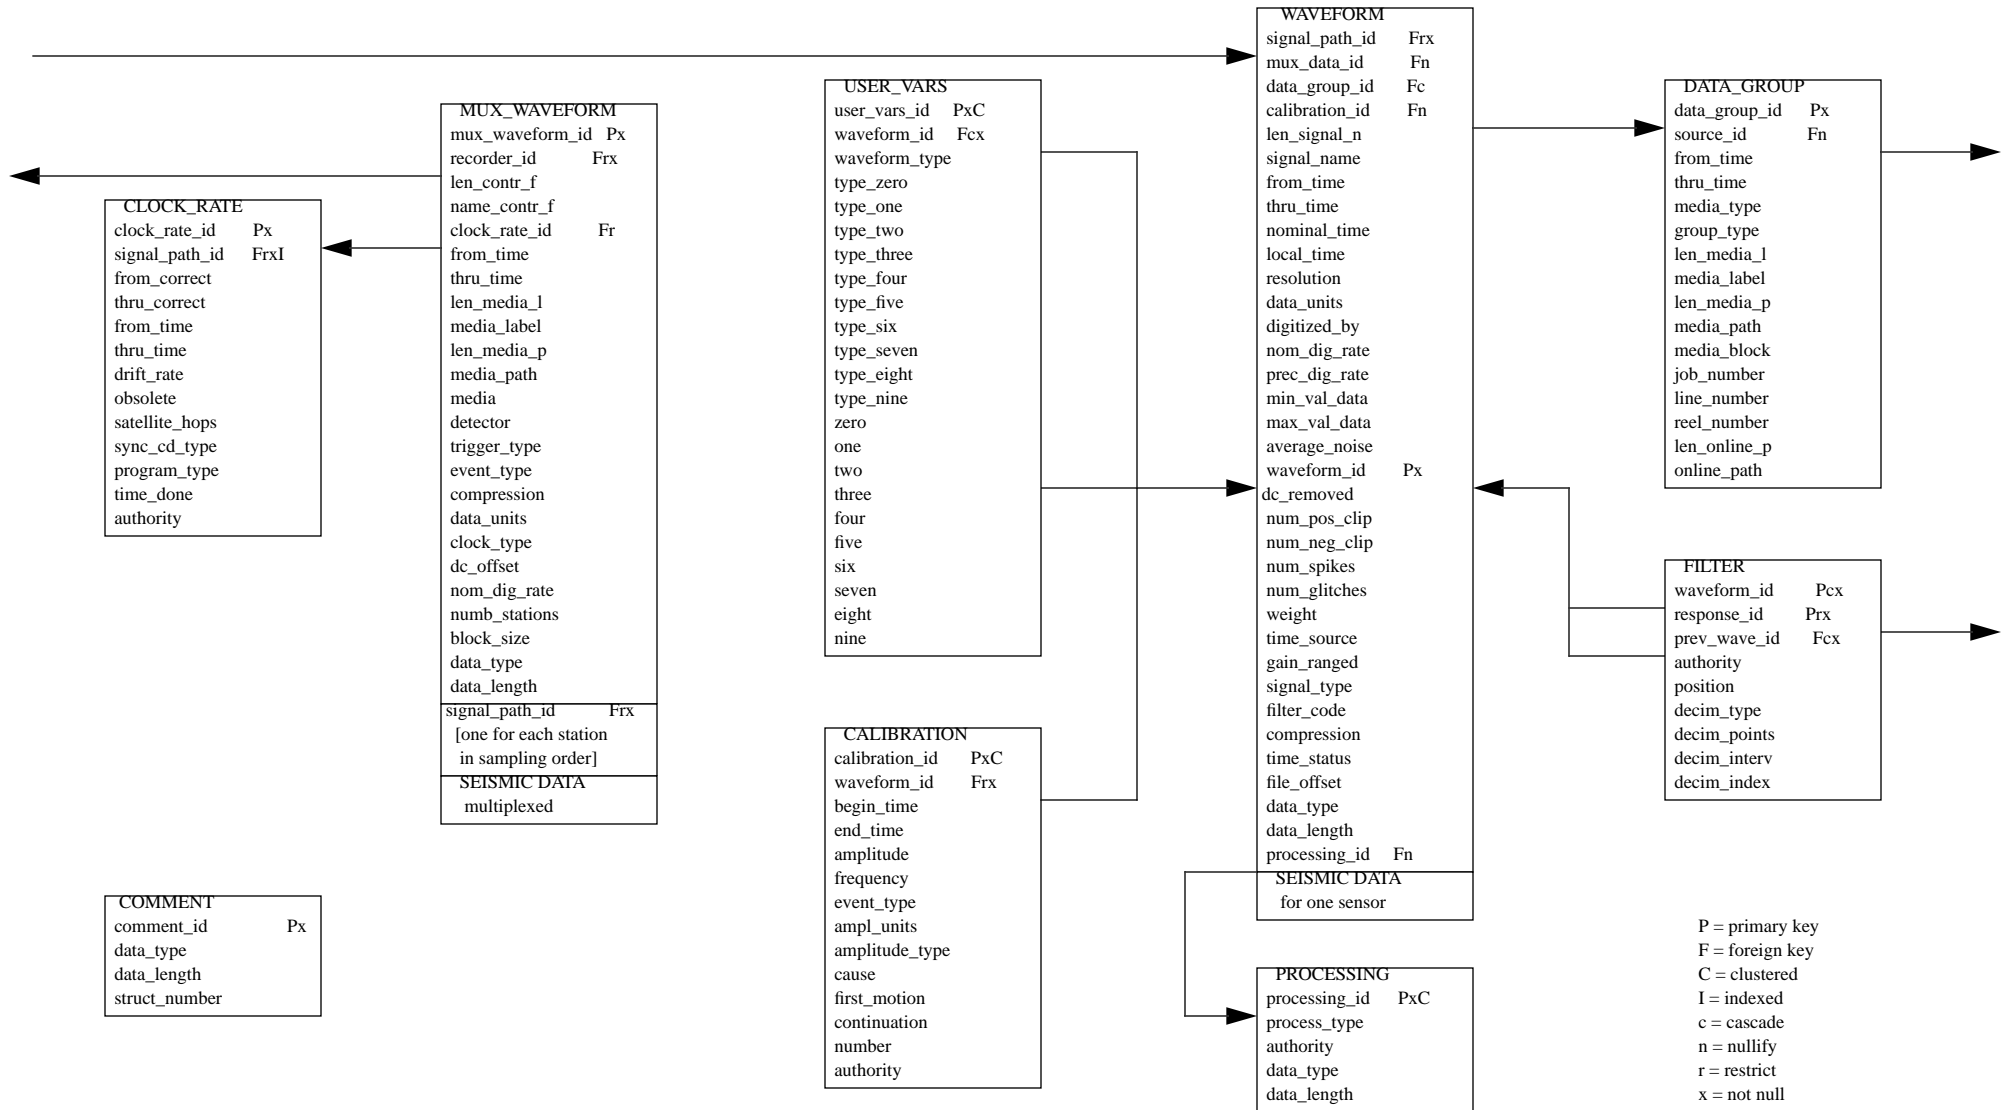 CLOCK_RATE
clock_rate_id Px
signal_path_id FrxI
from_correct
thru_correct
from_time
thru_time
drift_rate
obsolete
satellite_hops
sync_cd_type
program_type
time_done
authority
COMMENT
comment_id Px
data_type
data_length
struct_number
MUX_WAVEFORM
mux_waveform_id Px
recorder_id Frx
len_contr_f
name_contr_f
clock_rate_id Fr
from_time
thru_time
len_media_l
media_label
len_media_p
media_path
media
detector
trigger_type
event_type
compression
data_units
clock_type
dc_offset
nom_dig_rate
numb_stations
block_size
data_type
data_length
signal_path_id Frx
[one for each station
in sampling order]
SEISMIC DATA
multiplexed
USER_VARS
user_vars_id PxC
waveform_id Fcx
waveform_type
type_zero
type_one
type_two
type_three
type_four
type_five
type_six
type_seven
type_eight
type_nine
zero
one
two
three
four
five
six
seven
eight
nine
CALIBRATION
calibration_id PxC
waveform_id Frx
begin_time
end_time
amplitude
frequency
event_type
ampl_units
amplitude_type
cause
first_motion
continuation
number
authority
WAVEFORM
signal_path_id Frx
mux_data_id Fn
data_group_id Fc
calibration_id Fn
len_signal_n
signal_name
from_time
thru_time
nominal_time
local_time
resolution
data_units
digitized_by
nom_dig_rate
prec_dig_rate
min_val_data
max_val_data
average_noise
waveform_id Px
dc_removed
num_pos_clip
num_neg_clip
num_spikes
num_glitches
weight
time_source
gain_ranged
signal_type
filter_code
compression
time_status
file_offset
data_type
data_length
processing_id Fn
SEISMIC DATA
for one sensor
PROCESSING
processing_id PxC
process_type
authority
data_type
data_length
DATA_GROUP
data_group_id Px
source_id Fn
from_time
thru_time
media_type
group_type
len_media_l
media_label
len_media_p
media_path
media_block
job_number
line_number
reel_number
len_online_p
online_path
FILTER
waveform_id Pcx
response_id Prx
prev_wave_id Fcx
authority
position
decim_type
decim_points
decim_interv
decim_index
P = primary key
F = foreign key
C = clustered
I = indexed
c = cascade
n = nullify
r = restrict
x = not null